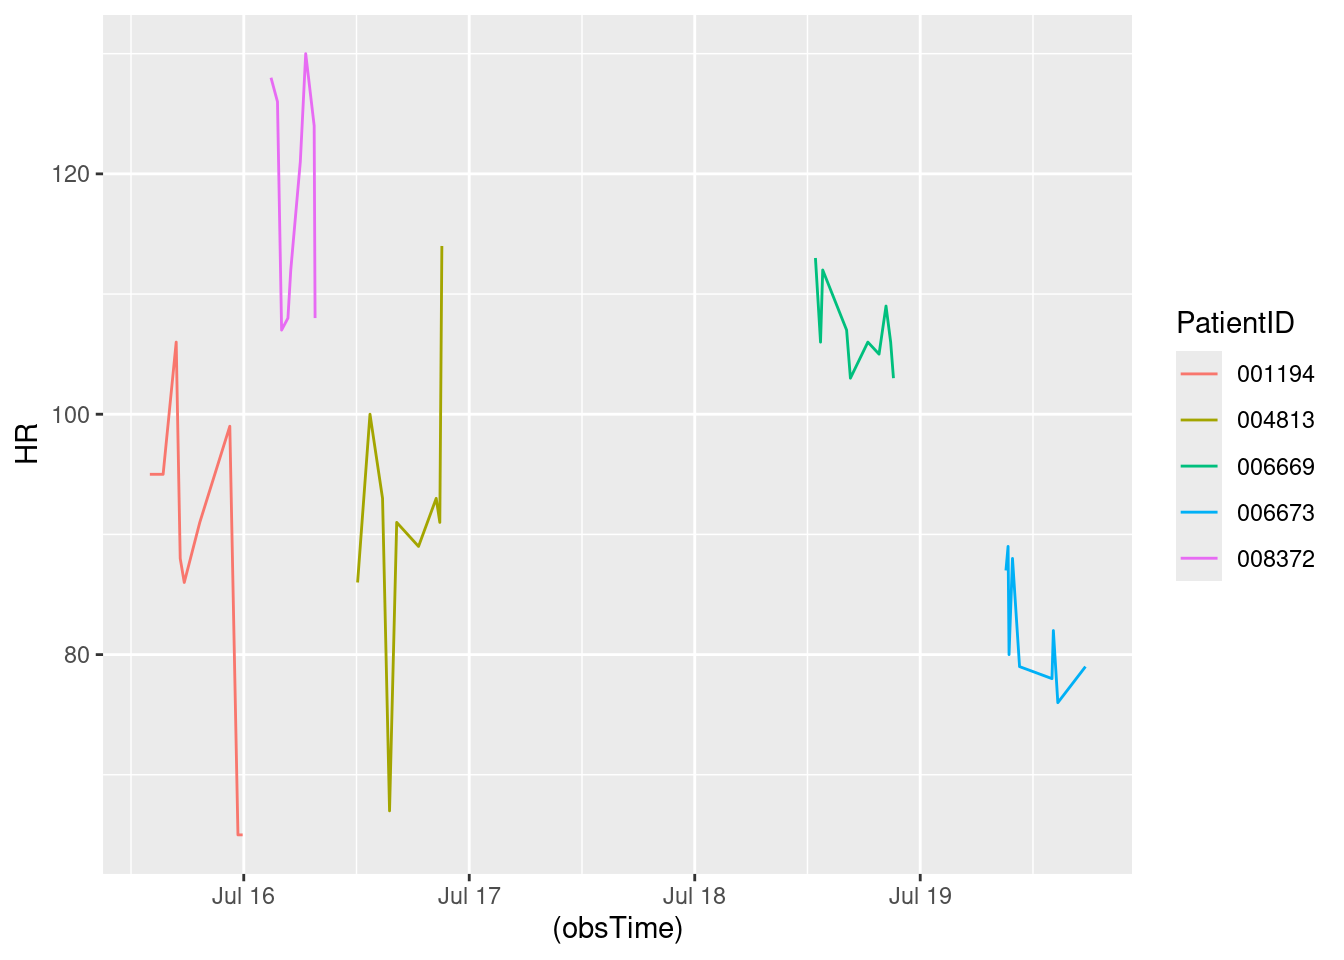 120
100
80
HR
Jul 16
Jul 17
Jul 18
Jul 19
(obsTime)
PatientID
001194
004813
006669
006673
008372